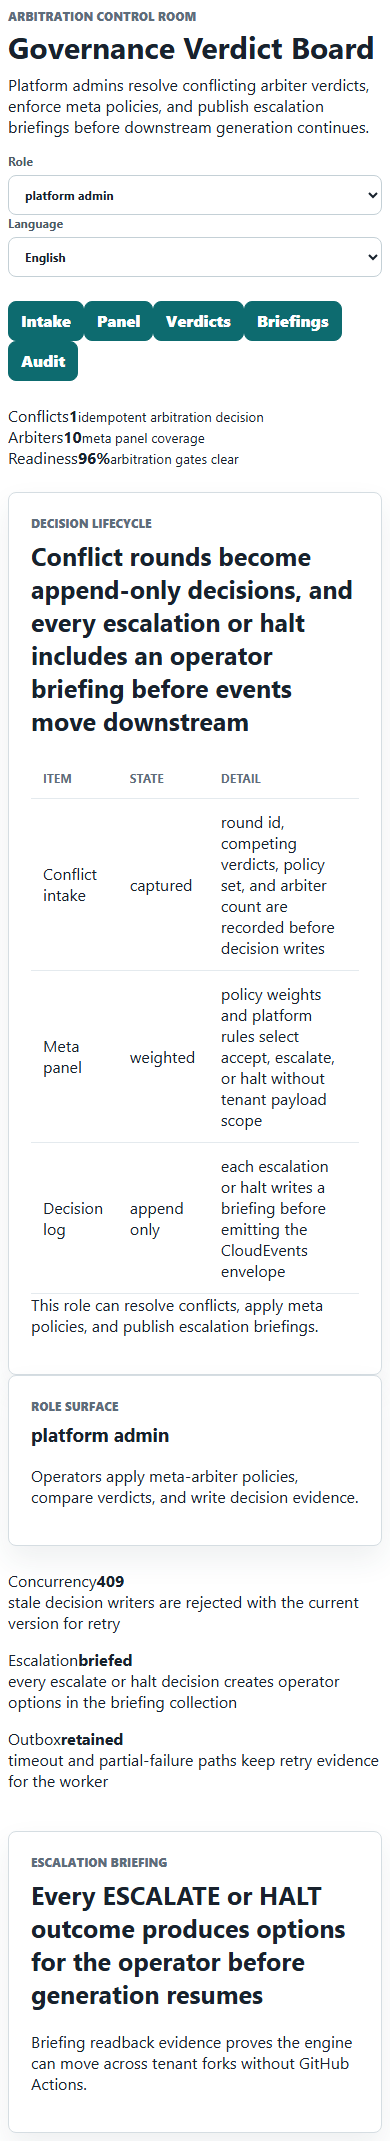 ARBITRATION CONTROL ROOM
Governance Verdict Board
Platform admins resolve conflicting arbiter verdicts,
enforce meta policies, and publish escalation
briefings before downstream generation continues.
Role
platform admin
Language
English
Intake Panel Verdicts Briefings
Audit
Conflicts1idempotent arbitration decision
Arbiters10meta panel coverage
Readiness96%arbitration gates clear
DECISION LIFECYCLE
Conflict rounds become
append-only decisions, and
every escalation or halt
includes an operator
briefing before events
move downstream
ITEM STATE DETAIL
Conflict intake captured round id,
competing
verdicts, policy
set, and arbiter
count are
recorded before
decision writes
Meta panel weighted policy weights
and platform
rules select
accept, escalate,
or halt without
tenant payload
scope
Decision log append only each escalation
or halt writes a
briefing before
emitting the
CloudEvents
envelope
This role can resolve conflicts, apply meta
policies, and publish escalation briefings.
ROLE SURFACE
platform admin
Operators apply meta-arbiter policies,
compare verdicts, and write decision evidence.
Concurrency409
stale decision writers are rejected with the current
version for retry
Escalationbriefed
every escalate or halt decision creates operator
options in the briefing collection
Outboxretained
timeout and partial-failure paths keep retry evidence
for the worker
ESCALATION BRIEFING
Every ESCALATE or HALT
outcome produces options
for the operator before
generation resumes
Briefing readback evidence proves the engine
can move across tenant forks without GitHub
Actions.